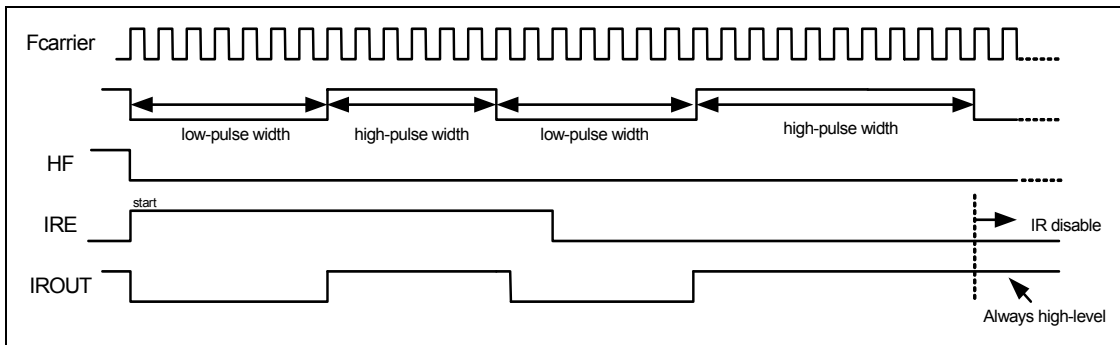 Fcarrier
low-pulse width
high-pulse width
low-pulse width
high-pulse width
HF
start
IRE
IR disable
IROUT
Always high-level